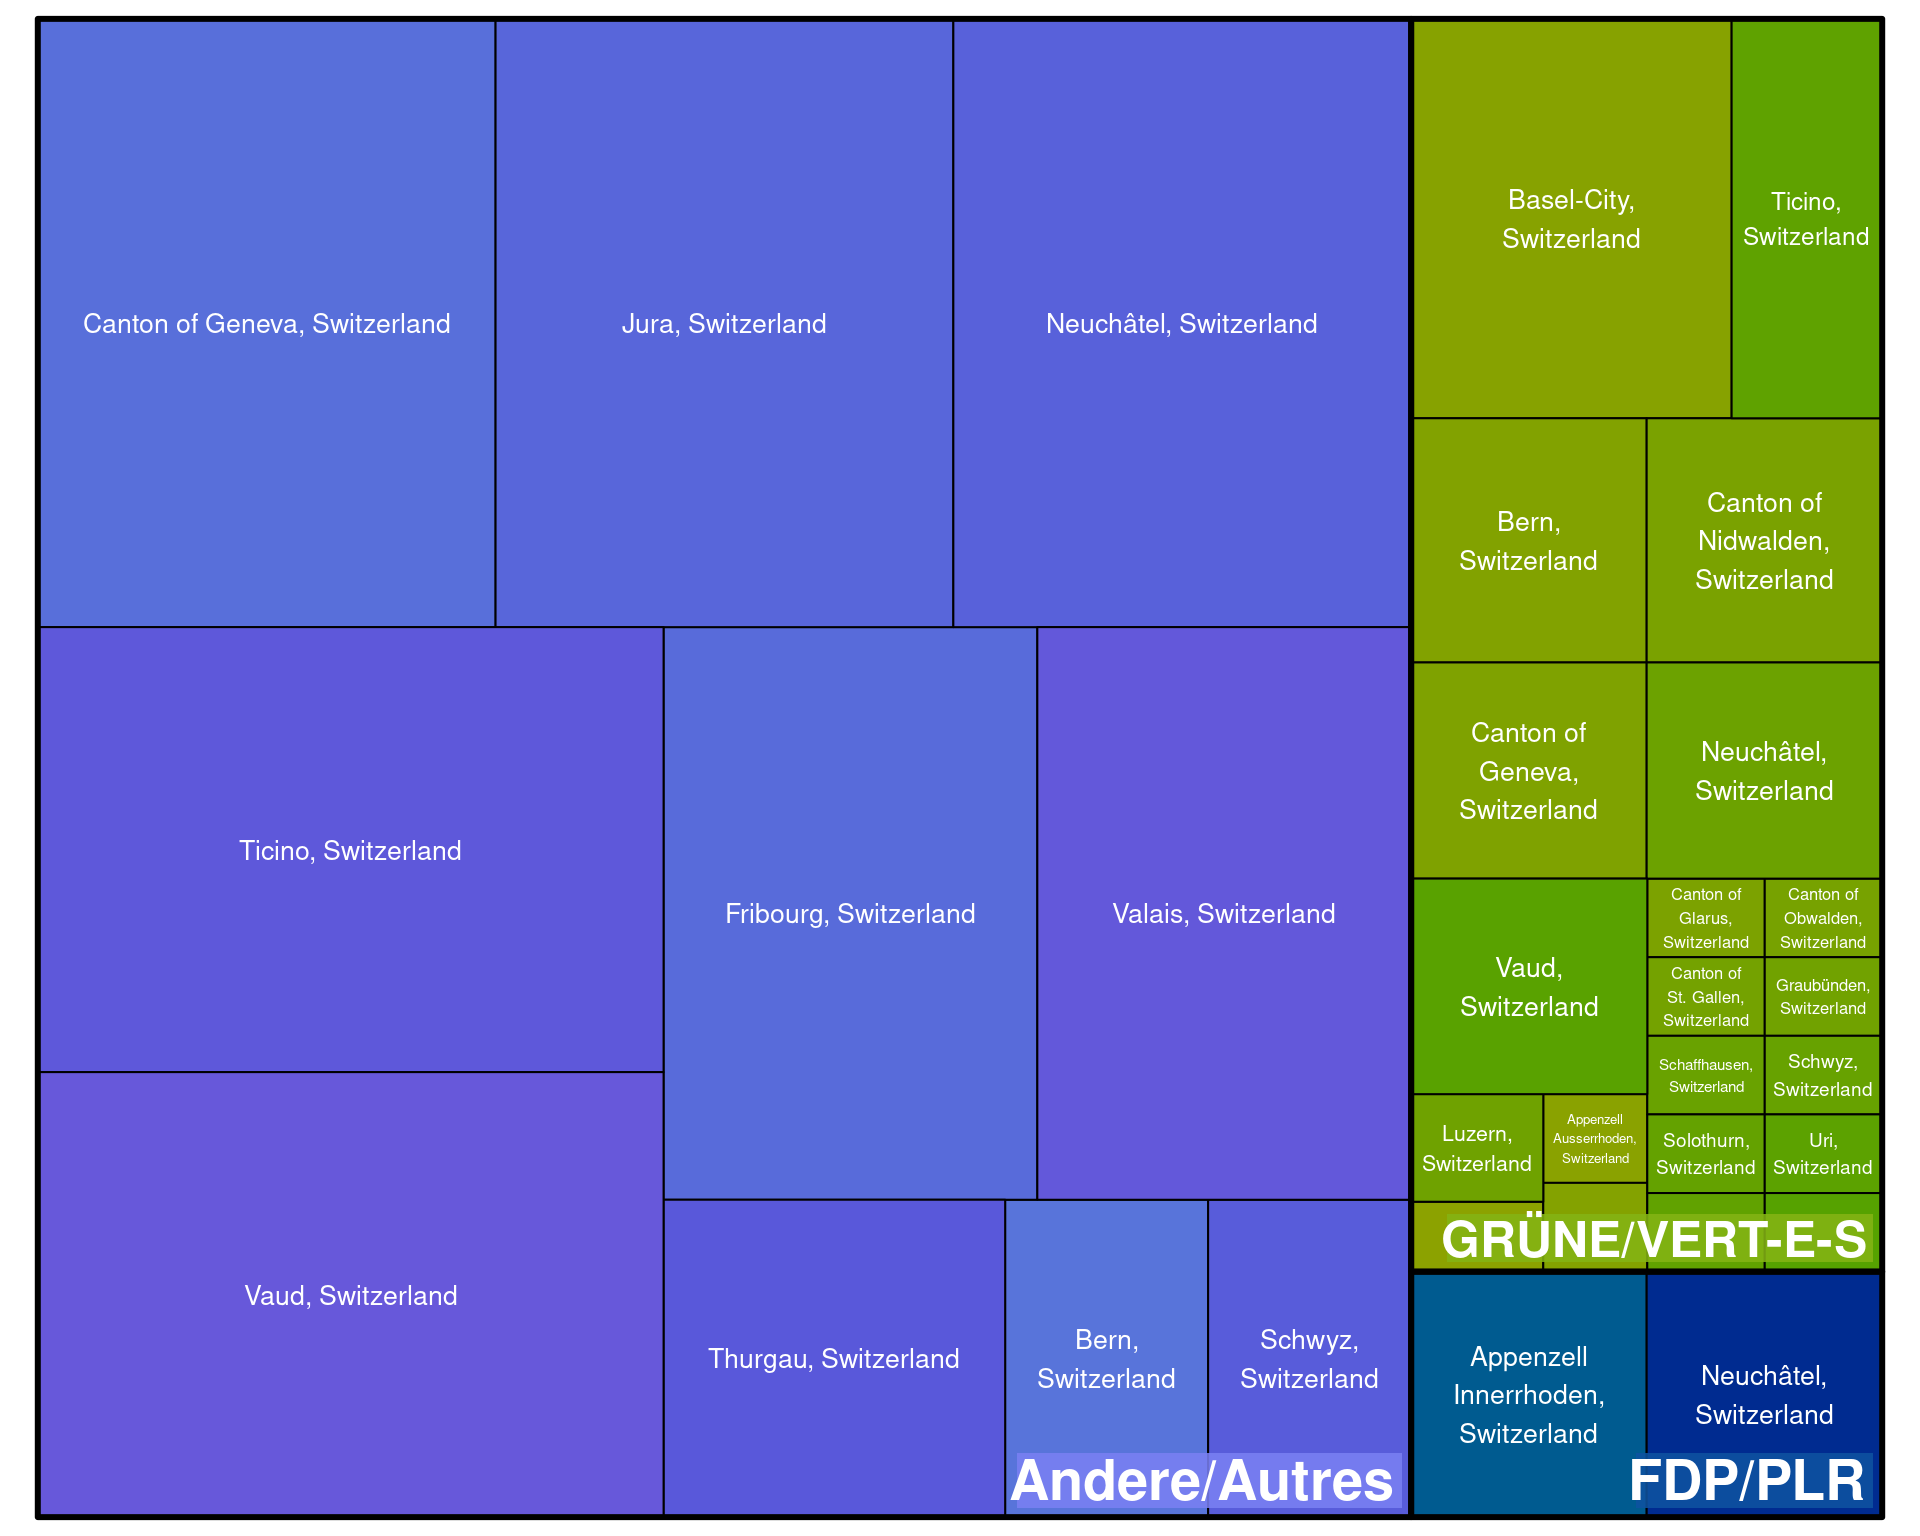 Canton of Geneva, Switzerland
Jura, Switzerland
Neuchâtel, Switzerland
Ticino, Switzerland
Fribourg, Switzerland
Valais, Switzerland
Vaud, Switzerland
Thurgau, Switzerland
Bern,
Switzerland
Schwyz,
Switzerland
Andere/Autres
Basel-City,
Switzerland
Ticino,
Switzerland
Bern,
Switzerland
Canton of
Nidwalden,
Switzerland
Canton of
Geneva,
Switzerland
Neuchâtel,
Switzerland
Vaud,
Switzerland
Canton of
Glarus,
Switzerland
Canton of
Obwalden,
Switzerland
Canton of
St. Gallen,
Switzerland
Graubünden,
Switzerland
Schaffhausen,
Switzerland
Schwyz,
Switzerland
Luzern,
Switzerland
Appenzell
Ausserrhoden,
Switzerland
Solothurn,
Switzerland
Uri,
Switzerland
GRÜNE/VERT-E-S
Appenzell
Innerrhoden,
Switzerland
Neuchâtel,
Switzerland
FDP/PLR